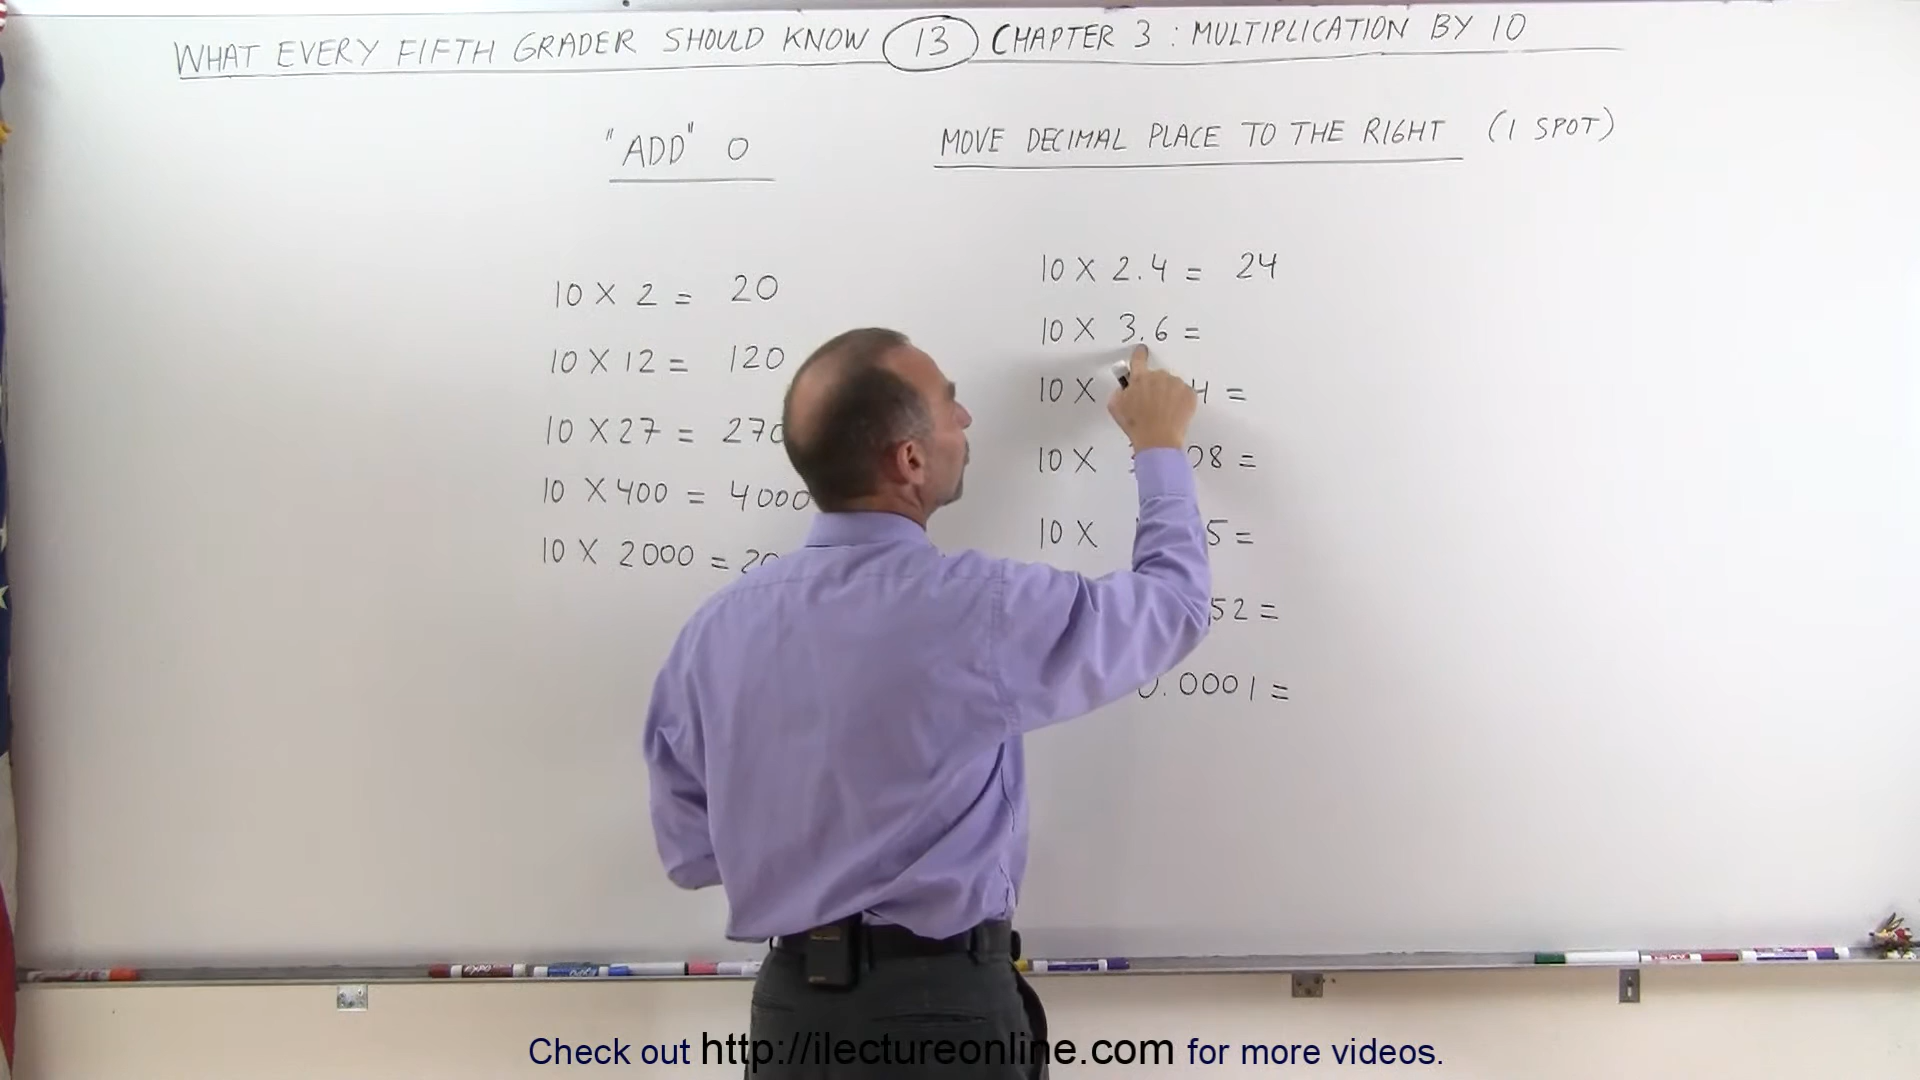 WHAT EVERY FIFTH GRADER SHOULD KNOW 13 CHAPTER 3 : MULTIPLICATION BY 10
"ADD" 0
10 X 2 = 20
10 X 12 = 120
10 X 27 = 270
10 X 400 = 4000
10 X 2000 = 20
MOVE DECIMAL PLACE TO THE RIGHT (1 SPOT)
10 X 2.4 = 24
10 X 3.6 =
10 X 4 =
10 X 08 =
10 X 5 =
52 =
0.0001 =
EXPO
Check out http://ilectureonline.com for more videos.